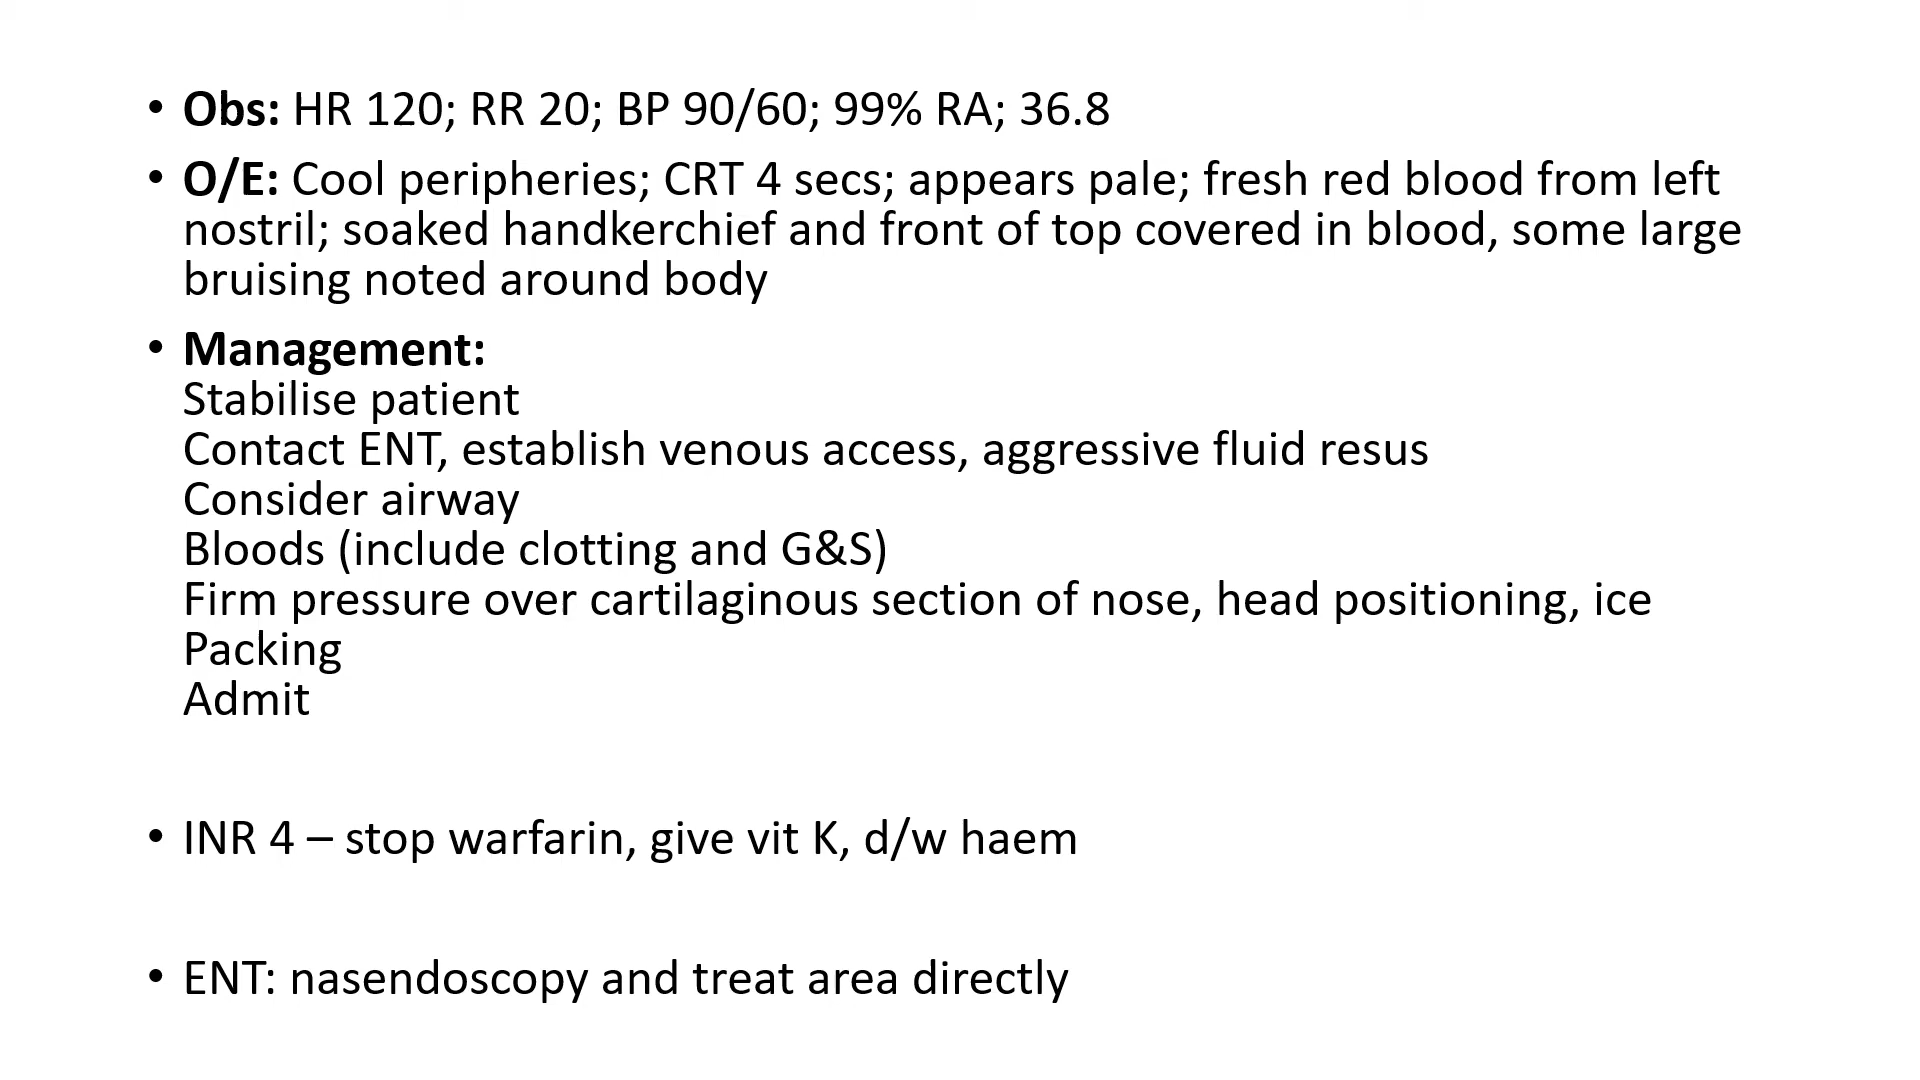 • Obs: HR 120; RR 20; BP 90/60; 99% RA; 36.8
• O/E: Cool peripheries; CRT 4 secs; appears pale; fresh red blood from left
nostril; soaked handkerchief and front of top covered in blood, some large
bruising noted around body
• Management:
Stabilise patient
Contact ENT, establish venous access, aggressive fluid resus
Consider airway
Bloods (include clotting and G&S)
Firm pressure over cartilaginous section of nose, head positioning, ice
Packing
Admit
• INR 4 – stop warfarin, give vit K, d/w haem
• ENT: nasendoscopy and treat area directly